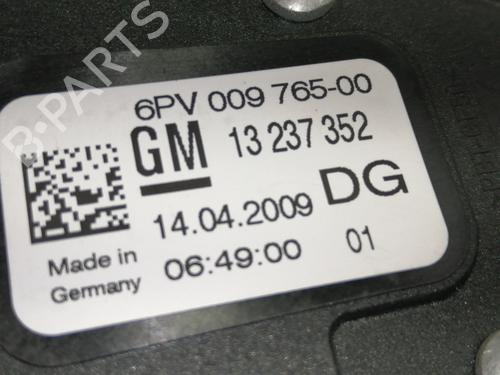 B-PARTS
6PV 009 765-00
GM 13 237 352
DG
14.04.2009
Made in Germany
06:49:00
01